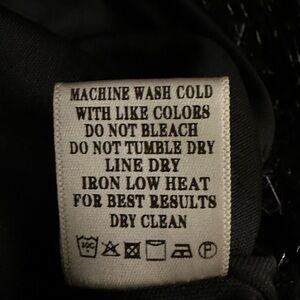 MACHINE WASH COLD
WITH LIKE COLORS
DO NOT BLEACH
DO NOT TUMBLE DRY
LINE DRY
IRON LOW HEAT
FOR BEST RESULTS
DRY CLEAN
P